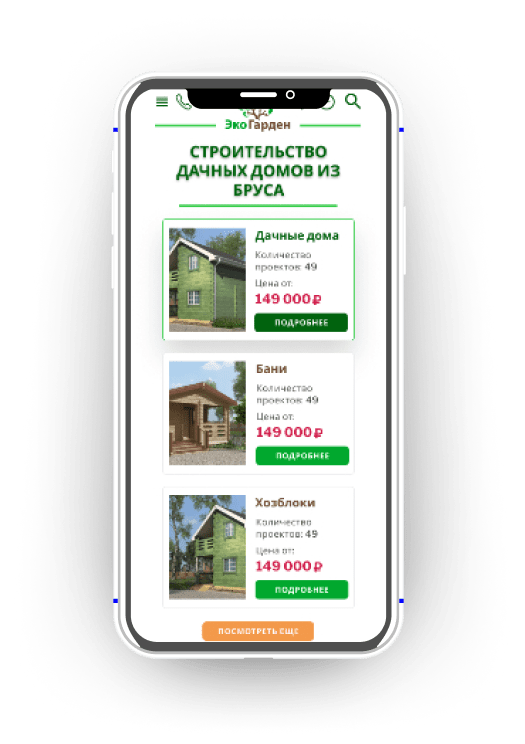 ЭкоГарден
СТРОИТЕЛЬСТВО
ДАЧНЫХ ДОМОВ ИЗ
БРУСА
Дачные дома
Количество
проектов: 49
Цена от:
149 000 ₽
ПОДРОБНЕЕ
Бани
Количество
проектов: 49
Цена от:
149 000 ₽
ПОДРОБНЕЕ
Хозблоки
Количество
проектов: 49
Цена от:
149 000 ₽
ПОДРОБНЕЕ
ПОСМОТРЕТЬ ЕЩЕ